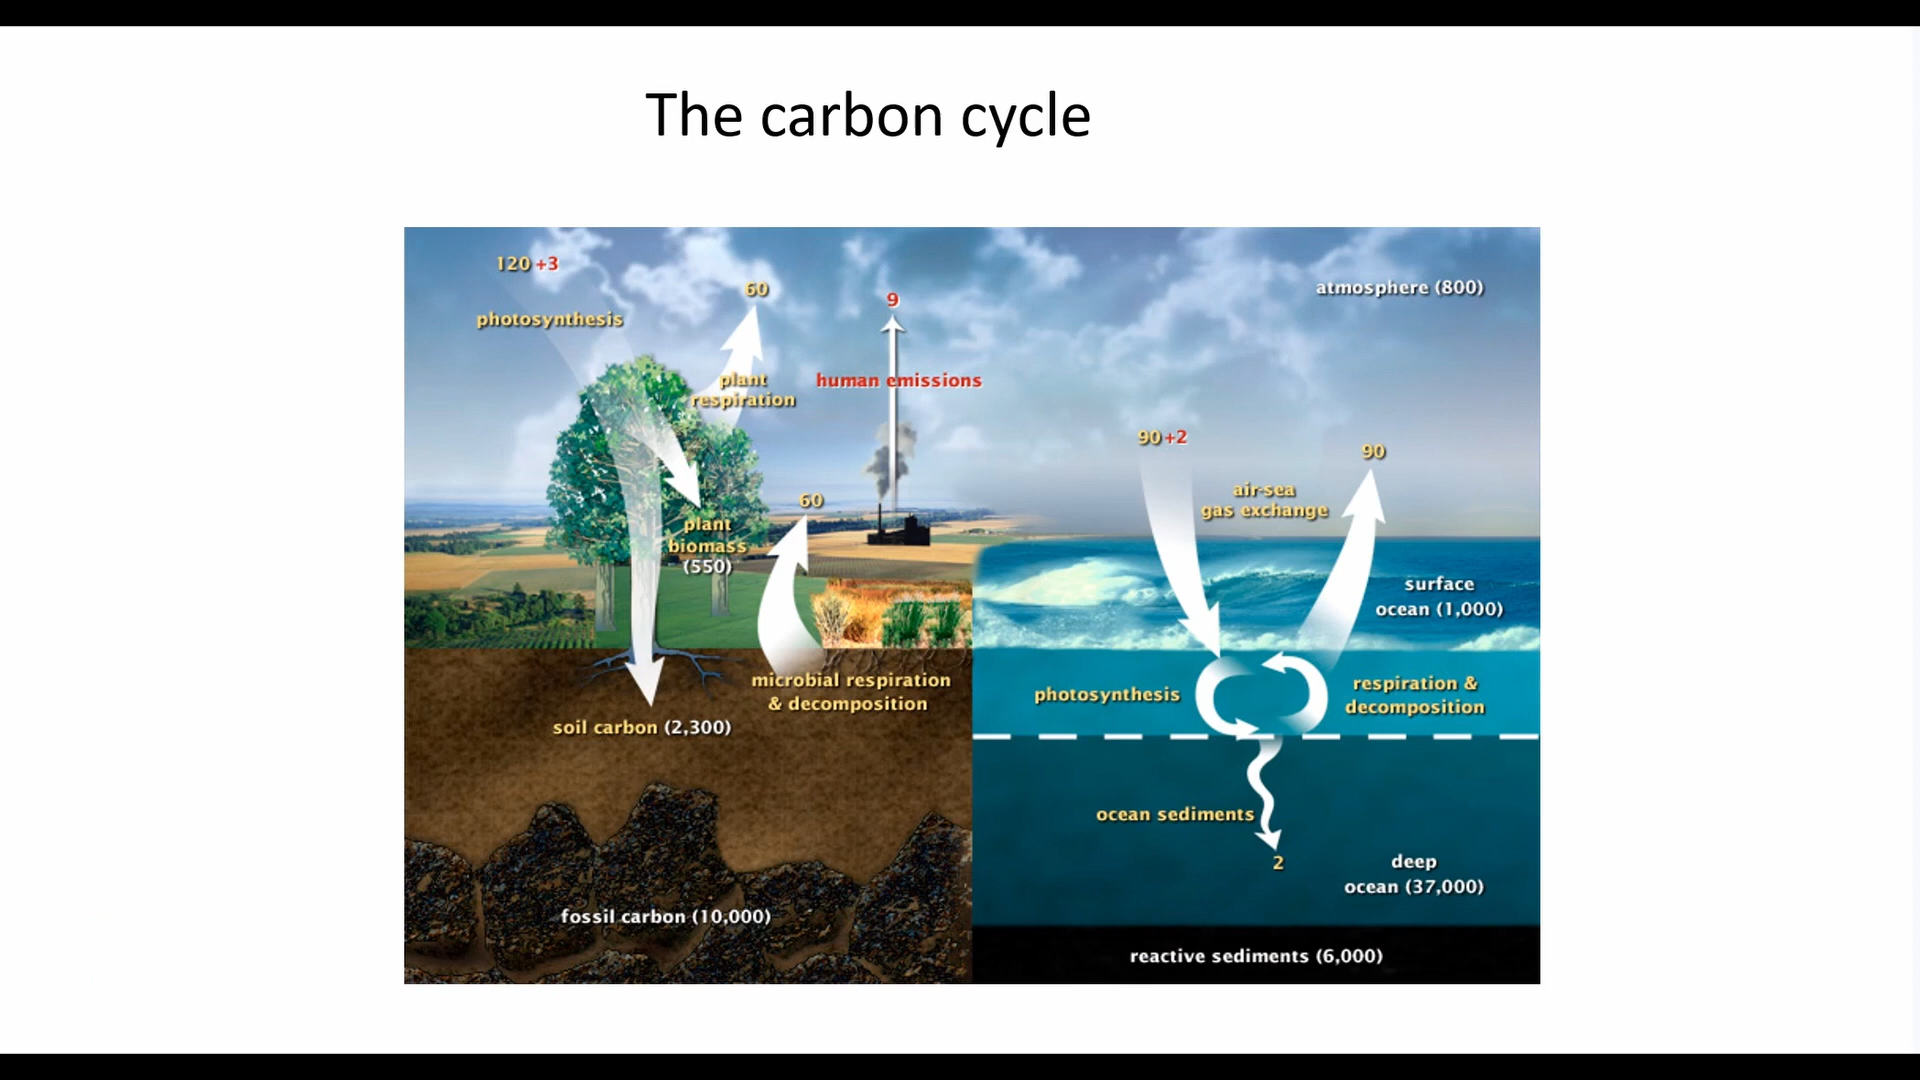 The carbon cycle
120 +3
photosynthesis
60
plant
respiration
9
human emissions
atmosphere (800)
90+2
90
air-sea
gas exchange
60
plant
biomass
(550)
surface
ocean (1,000)
microbial respiration
& decomposition
soil carbon (2,300)
photosynthesis
respiration &
decomposition
ocean sediments
2
deep
ocean (37,000)
fossil carbon (10,000)
reactive sediments (6,000)